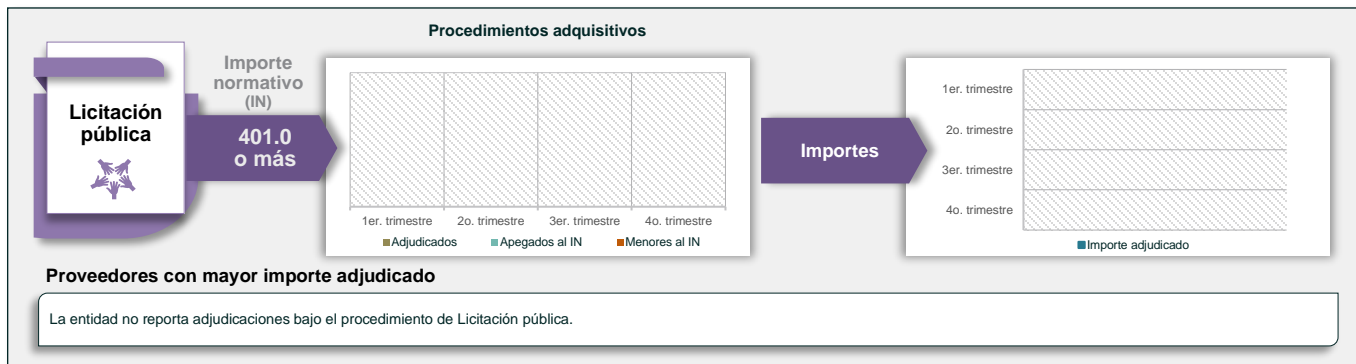 Procedimientos adquisitivos
Licitación
pública
Importe
normativo
(IN)
401.0
o más
1er. trimestre
2o. trimestre
3er. trimestre
4o. trimestre
Adjudicados
Apegados al IN
Menores al IN
Importes
1er. trimestre
2o. trimestre
3er. trimestre
4o. trimestre
Importe adjudicado
Proveedores con mayor importe adjudicado
La entidad no reporta adjudicaciones bajo el procedimiento de Licitación pública.